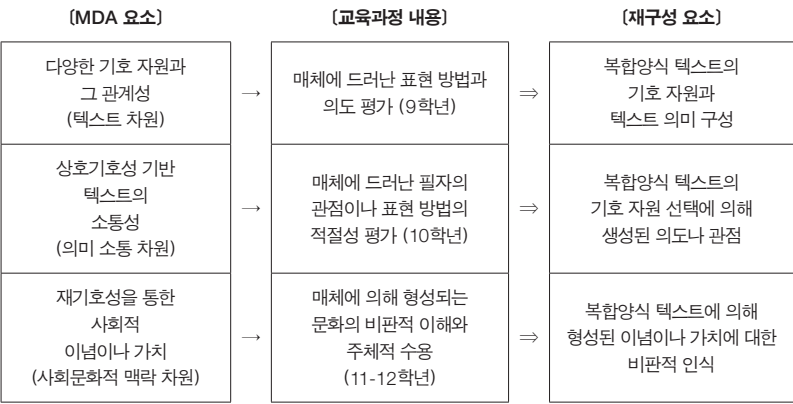 〔MDA 요소〕
〔교육과정 내용〕
〔재구성 요소〕
다양한 기호 자원과
그 관계성
(텍스트 차원)
→
매체에 드러난 표현 방법과
의도 평가 (9학년)
⇒
복합양식 텍스트의
기호 자원과
텍스트 의미 구성
상호기호성 기반
텍스트의
소통성
(의미 소통 차원)
→
매체에 드러난 필자의
관점이나 표현 방법의
적절성 평가 (10학년)
⇒
복합양식 텍스트의
기호 자원 선택에 의해
생성된 의도나 관점
재기호성을 통한
사회적
이념이나 가치
(사회문화적 맥락 차원)
→
매체에 의해 형성되는
문화의 비판적 이해와
주체적 수용
(11-12학년)
⇒
복합양식 텍스트에 의해
형성된 이념이나 가치에 대한
비판적 인식